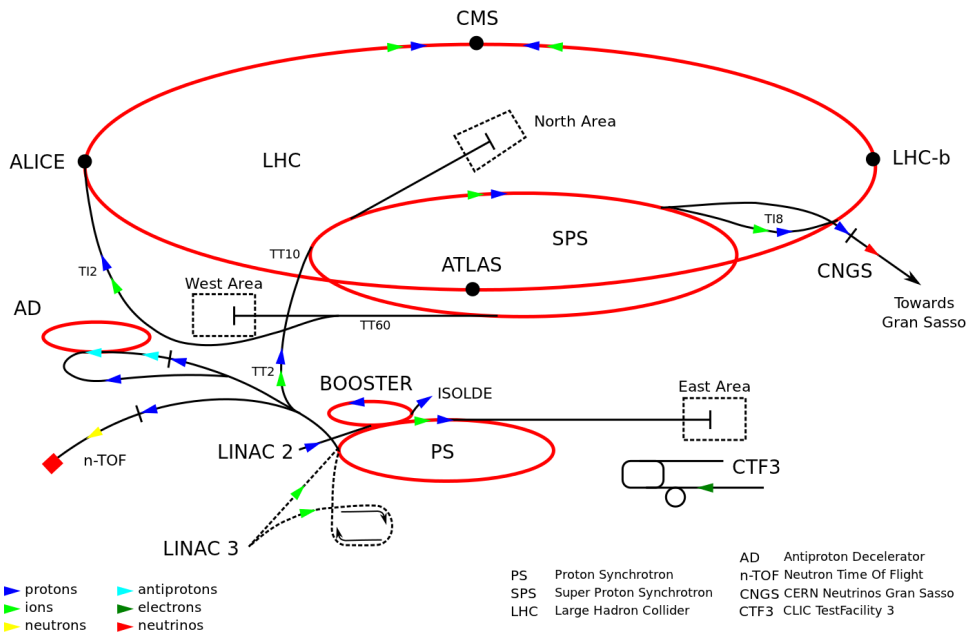 CMS
ALICE
LHC
North Area
LHC-b
SPS
TI8
TT10
ATLAS
CNGS
TI2
West Area
Towards
Gran Sasso
AD
TT60
TT2
BOOSTER
ISOLDE
East Area
LINAC 2
PS
n-TOF
CTF3
LINAC 3
protons
ions
neutrons
antiprotons
electrons
neutrinos
PS Proton Synchrotron
SPS Super Proton Synchrotron
LHC Large Hadron Collider
AD Antiproton Decelerator
n-TOF Neutron Time Of Flight
CNGS CERN Neutrinos Gran Sasso
CTF3 CLIC TestFacility 3